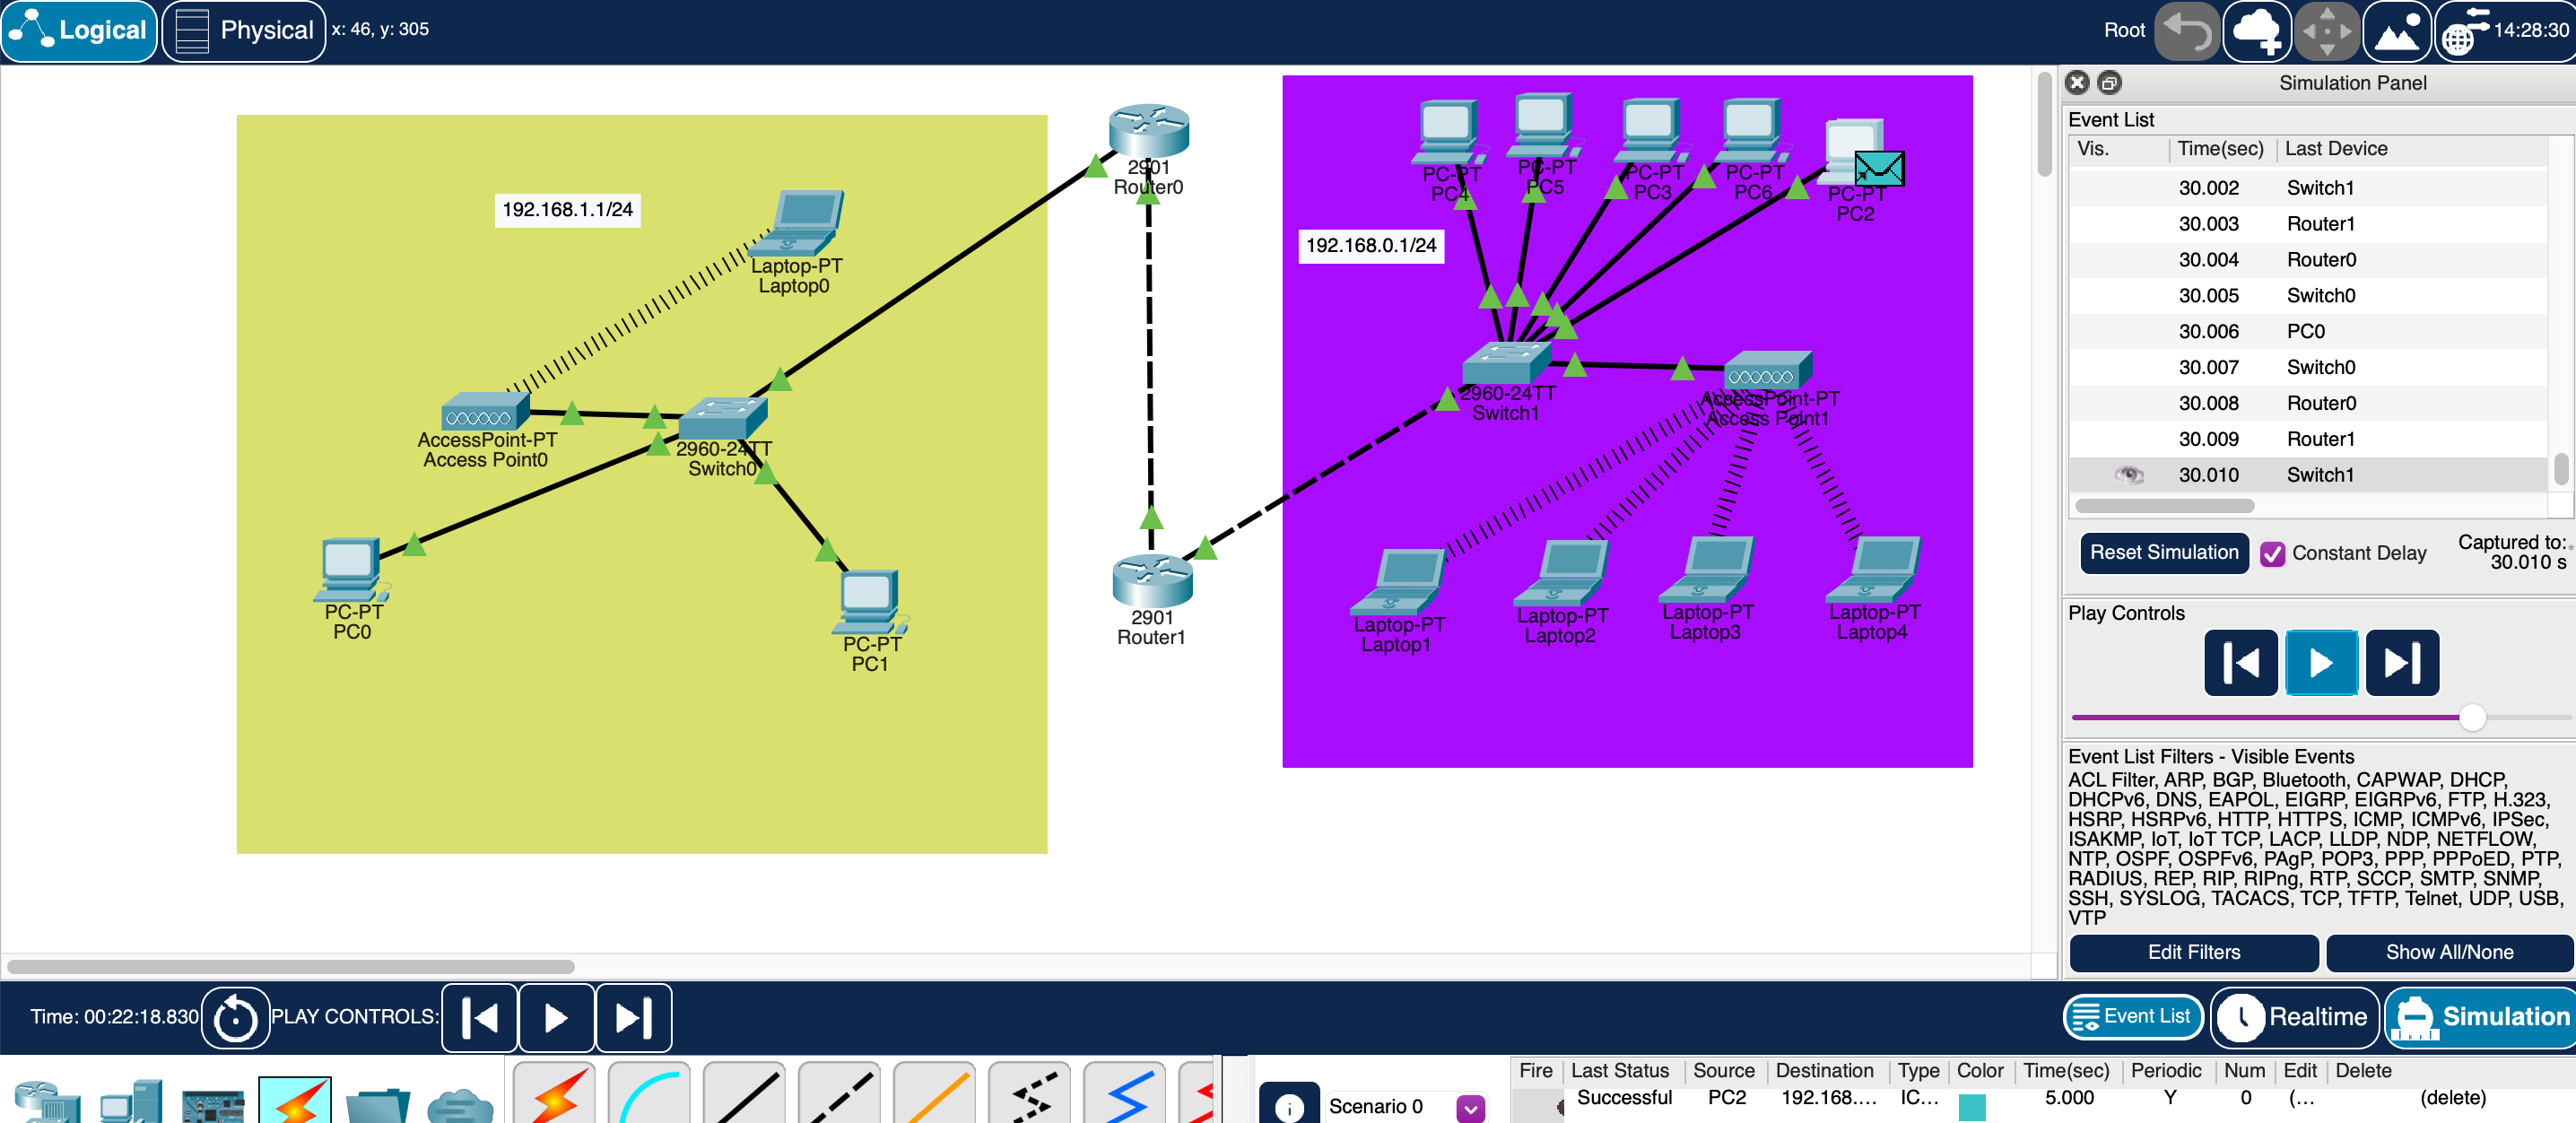 Logical
Physical
x: 46, y: 305
Root
14:28:30
Simulation Panel
Event List
Vis. Time(sec) Last Device
30.002 Switch1
30.003 Router1
30.004 Router0
30.005 Switch0
30.006 PC0
30.007 Switch0
30.008 Router0
30.009 Router1
30.010 Switch1
Reset Simulation
Constant Delay
Captured to:
30.010 s
Play Controls
Event List Filters - Visible Events
ACL Filter, ARP, BGP, Bluetooth, CAPWAP, DHCP,
DHCPv6, DNS, EAPOL, EIGRP, EIGRPv6, FTP, H.323,
HSRP, HSRPv6, HTTP, HTTPS, ICMP, ICMPv6, IPSec,
ISAKMP, IoT, IoT TCP, LACP, LLDP, NDP, NETFLOW,
NTP, OSPF, OSPFv6, PAgP, POP3, PPP, PPPoED, PTP,
RADIUS, REP, RIP, RIPng, RTP, SCCP, SMTP, SNMP,
SSH, SYSLOG, TACACS, TCP, TFTP, Telnet, UDP, USB,
VTP
Edit Filters
Show All/None
192.168.1.1/24
Laptop-PT
Laptop0
AccessPoint-PT
Access Point0
2960-24TT
Switch0
PC-PT
PC0
PC-PT
PC1
2901
Router0
2901
Router1
192.168.0.1/24
PC-PT
PC4
PC-PT
PC5
PC-PT
PC3
PC-PT
PC6
PC-PT
PC2
2960-24TT
Switch1
AccessPoint-PT
Access Point1
Laptop-PT
Laptop1
Laptop-PT
Laptop2
Laptop-PT
Laptop3
Laptop-PT
Laptop4
Time: 00:22:18.830
PLAY CONTROLS:
Event List
Realtime
Simulation
Scenario 0
Fire Last Status Source Destination Type Color Time(sec) Periodic Num Edit Delete
Successful PC2 192.168.... IC... 5.000 Y 0 (... (delete)